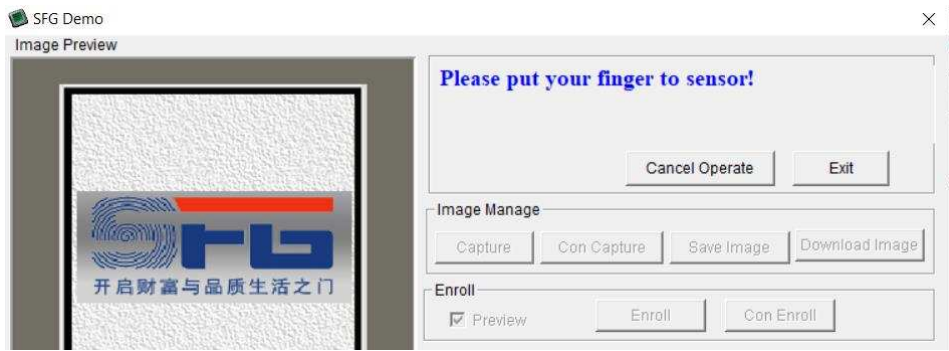 SFG Demo
Image Preview
Please put your finger to sensor!
Cancel Operate
Exit
Image Manage
Capture
Con Capture
Save Image
Download Image
SFG
开启财富与品质生活之门
Enroll
Preview
Enroll
Con Enroll